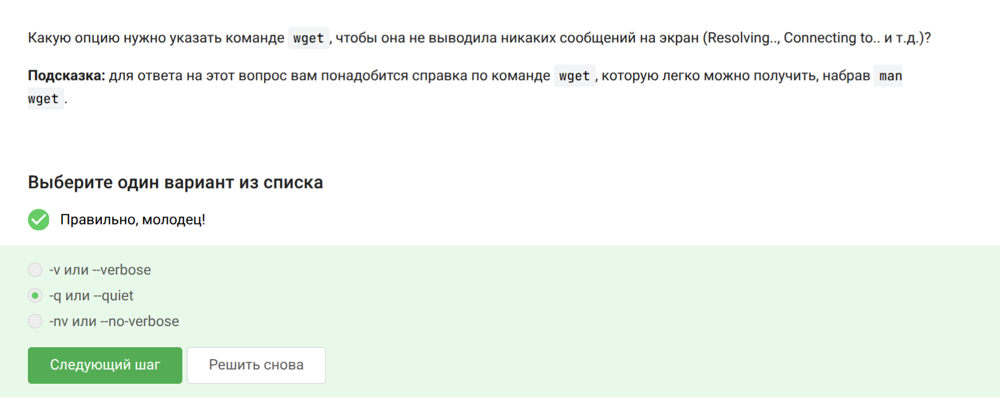 Какую опцию нужно указать команде wget, чтобы она не выводила никаких сообщений на экран (Resolving.., Connecting to.. и т.д.)?
Подсказка: для ответа на этот вопрос вам понадобится справка по команде wget, которую легко можно получить, набрав man
wget.
Выберите один вариант из списка
Правильно, молодец!
-v или --verbose
-q или --quiet
-nv или --no-verbose
Следующий шаг
Решить снова